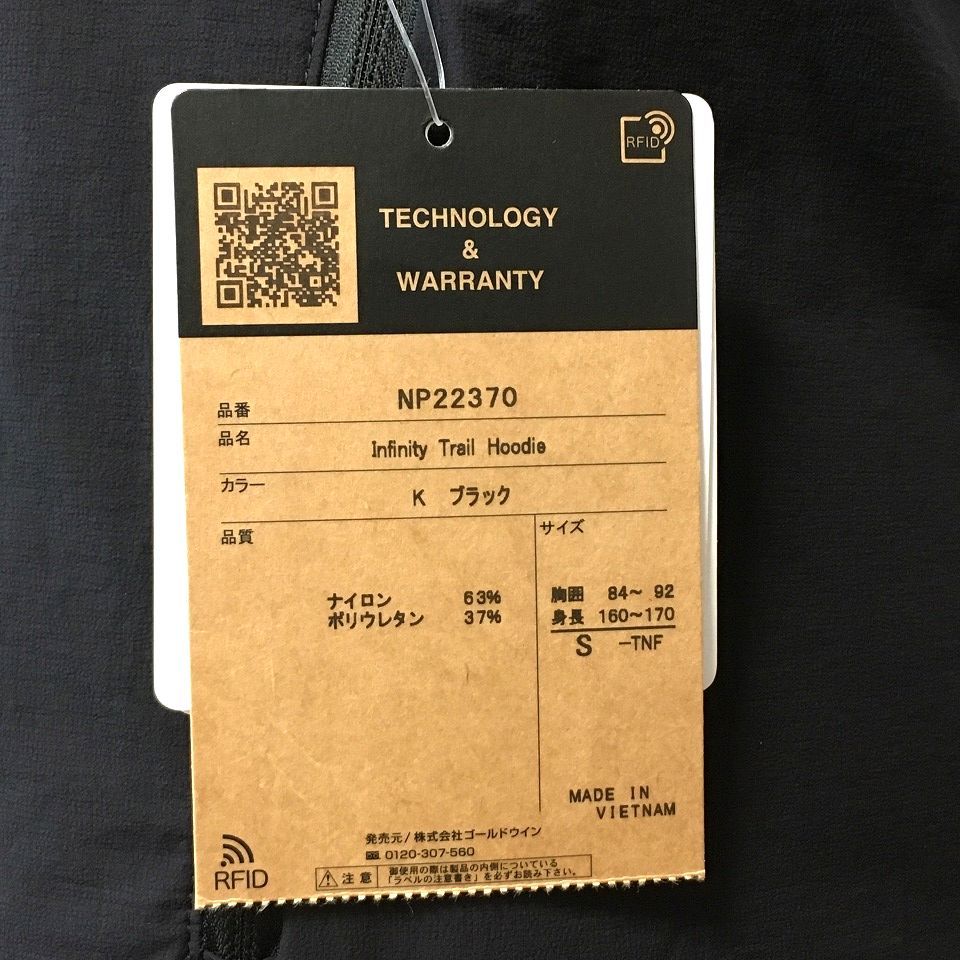 RFID
TECHNOLOGY
&
WARRANTY
品番 NP22370
品名 Infinity Trail Hoodie
カラー K ブラック
品質
サイズ
ナイロン 63%
ポリウレタン 37%
胸囲 84～ 92
身長 160～170
S -TNF
MADE IN
VIETNAM
発売元/株式会社ゴールドウイン
0120-307-560
RFID
注意
御使用の際は製品の内側についている
「ラベルの注意書き」を必ずお読み下さい。